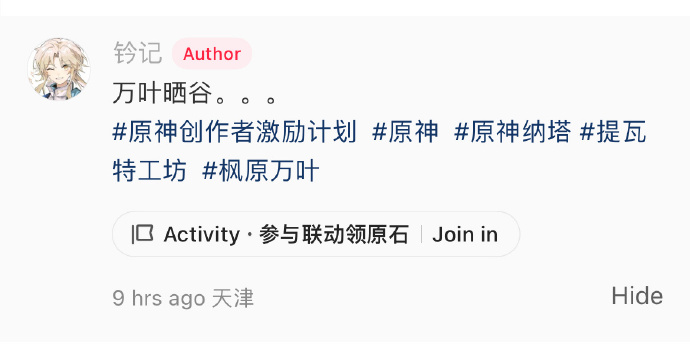 钤记 Author
万叶晒谷。。。
#原神创作者激励计划 #原神 #原神纳塔 #提瓦
特工坊 #枫原万叶
Activity · 参与联动领原石 | Join in
9 hrs ago 天津 Hide